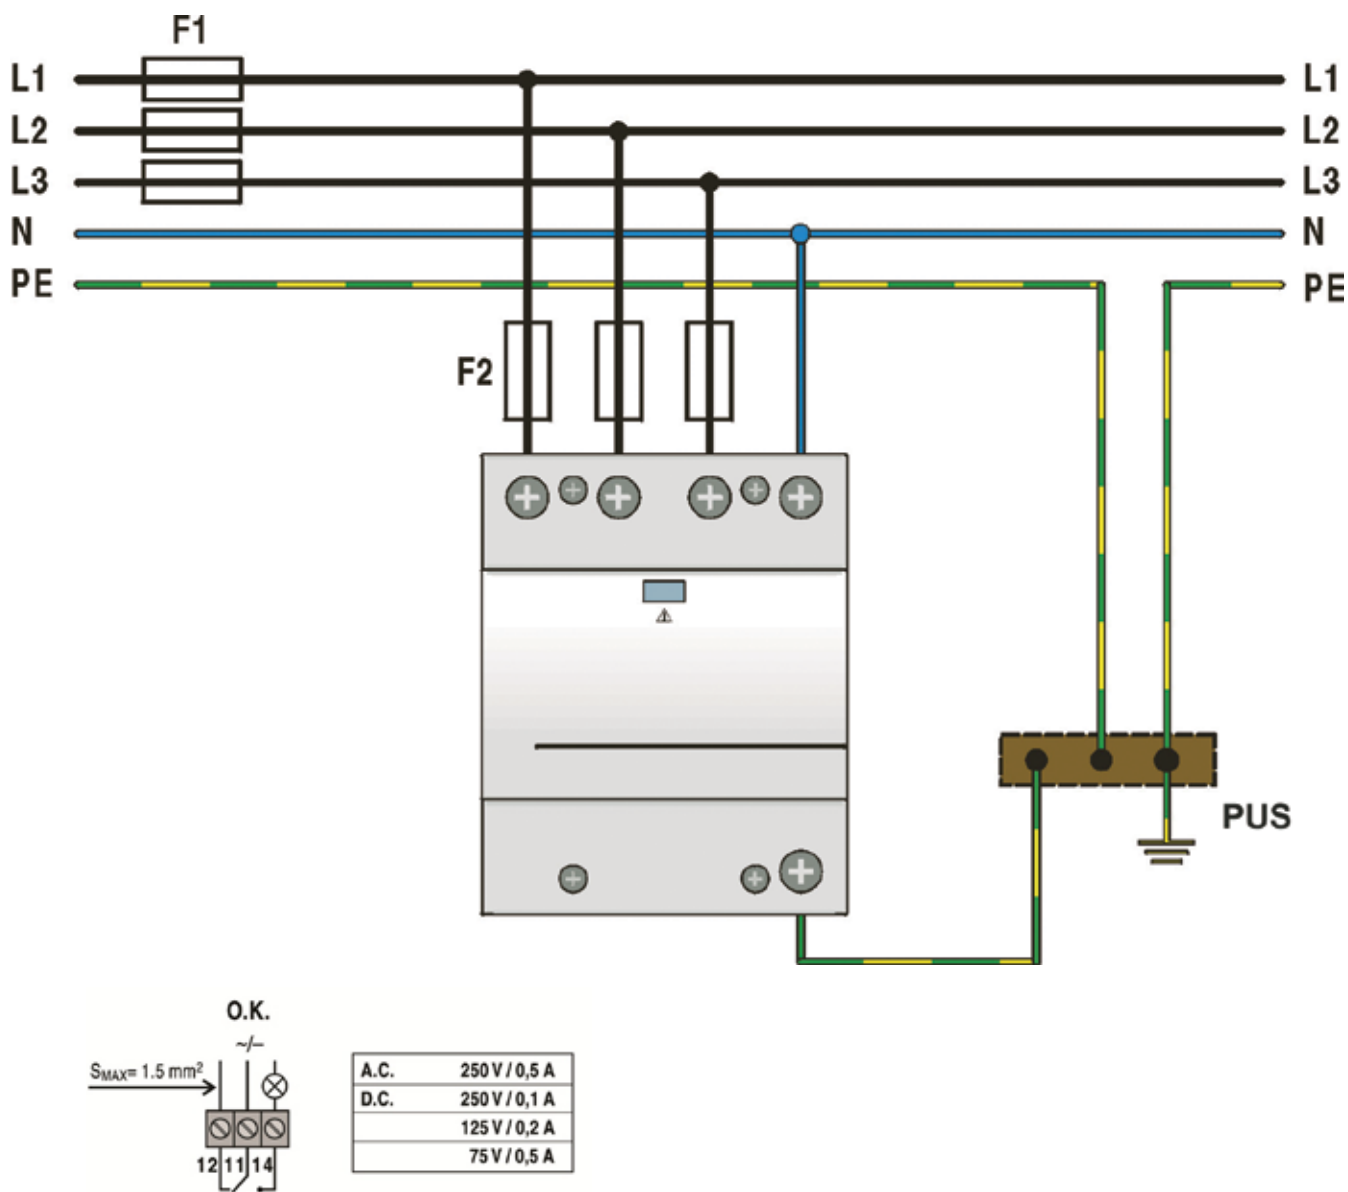 F1
L1 L1
L2 L2
L3 L3
N N
PE PE
F2
PUS
O.K.
~/–
SMAX= 1.5 mm²
12 11 14
A.C. 250 V / 0,5 A
D.C. 250 V / 0,1 A
125 V / 0,2 A
75 V / 0,5 A